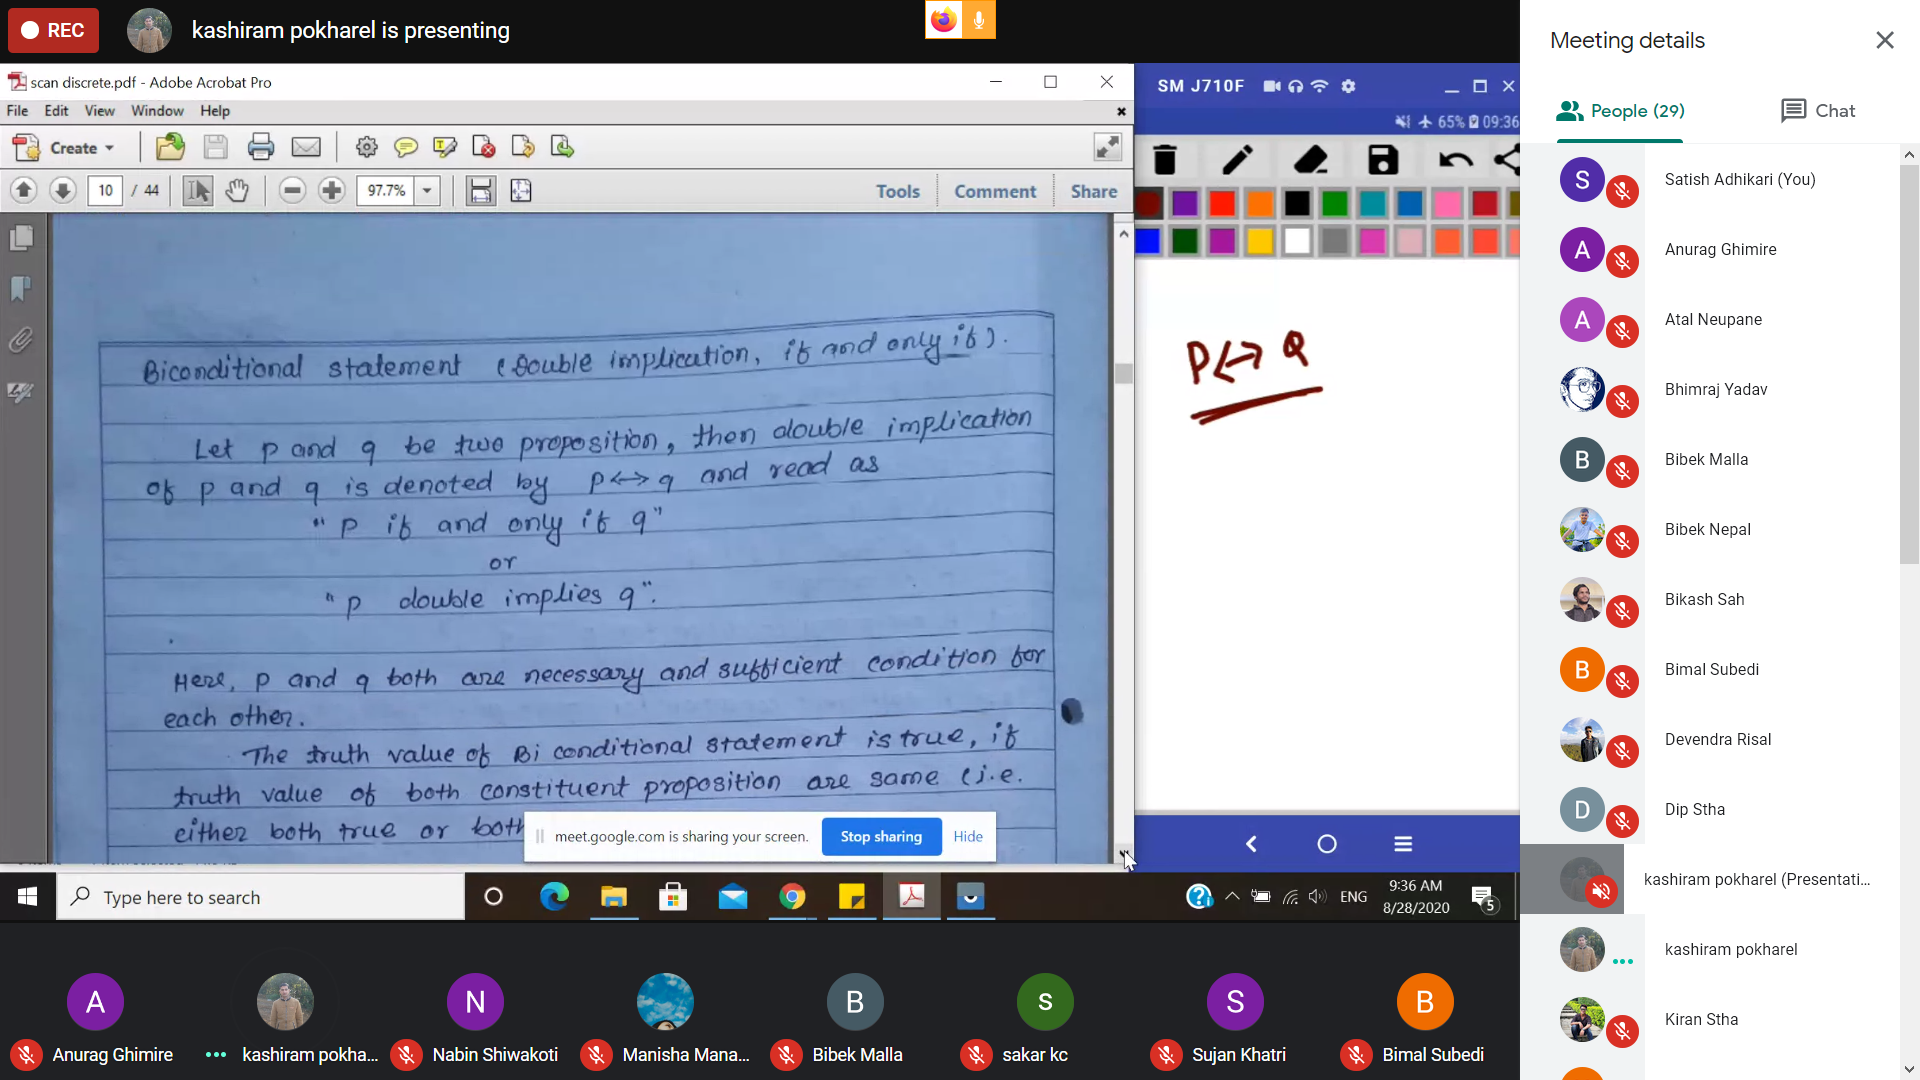 REC
kashiram pokharel is presenting
scan discrete.pdf - Adobe Acrobat Pro
File Edit View Window Help
Create
10 / 44
97.7%
Tools Comment Share
Biconditional statement (Double implication, if and only if).
Let p and q be two proposition, then double implication
of p and q is denoted by p<->q and read as
"p if and only if q"
or
"p double implies q".
Here, p and q both are necessary and sufficient condition for
each other.
The truth value of Bi conditional statement is true, if
truth value of both constituent proposition are same (i.e.
either both true or both
meet.google.com is sharing your screen.
Stop sharing
Hide
SM J710F
65% 09:36
P<->Q
Type here to search
ENG
9:36 AM
8/28/2020
5
A
Anurag Ghimire
kashiram pokha...
N
Nabin Shiwakoti
Manisha Mana...
B
Bibek Malla
s
sakar kc
S
Sujan Khatri
B
Bimal Subedi
Meeting details
People (29)
Chat
S
Satish Adhikari (You)
A
Anurag Ghimire
A
Atal Neupane
Bhimraj Yadav
B
Bibek Malla
Bibek Nepal
Bikash Sah
B
Bimal Subedi
Devendra Risal
D
Dip Stha
kashiram pokharel (Presentati...
kashiram pokharel
Kiran Stha